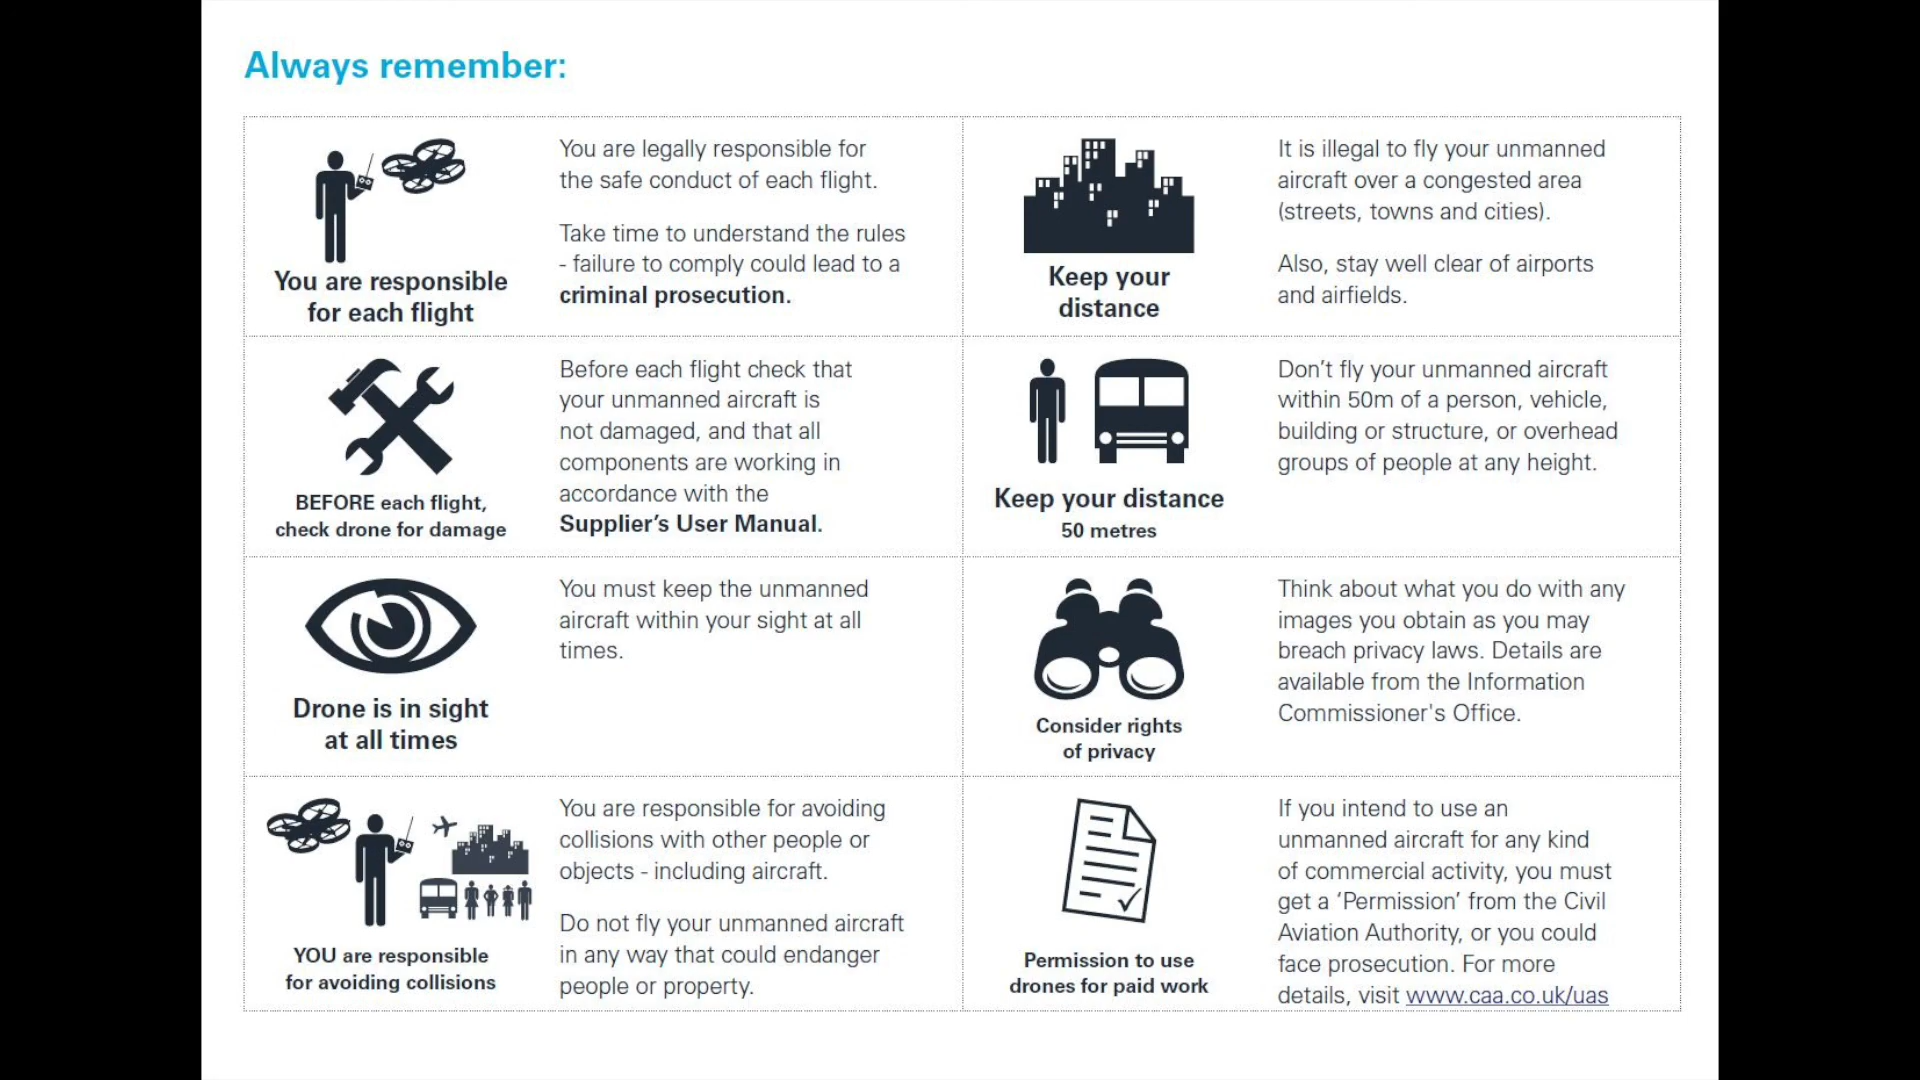 Always remember:
You are responsible
for each flight
You are legally responsible for
the safe conduct of each flight.
Take time to understand the rules
- failure to comply could lead to a
criminal prosecution.
Keep your
distance
It is illegal to fly your unmanned
aircraft over a congested area
(streets, towns and cities).
Also, stay well clear of airports
and airfields.
BEFORE each flight,
check drone for damage
Before each flight check that
your unmanned aircraft is
not damaged, and that all
components are working in
accordance with the
Supplier’s User Manual.
Keep your distance
50 metres
Don’t fly your unmanned aircraft
within 50m of a person, vehicle,
building or structure, or overhead
groups of people at any height.
Drone is in sight
at all times
You must keep the unmanned
aircraft within your sight at all
times.
Consider rights
of privacy
Think about what you do with any
images you obtain as you may
breach privacy laws. Details are
available from the Information
Commissioner's Office.
YOU are responsible
for avoiding collisions
You are responsible for avoiding
collisions with other people or
objects - including aircraft.
Do not fly your unmanned aircraft
in any way that could endanger
people or property.
Permission to use
drones for paid work
If you intend to use an
unmanned aircraft for any kind
of commercial activity, you must
get a ‘Permission’ from the Civil
Aviation Authority, or you could
face prosecution. For more
details, visit www.caa.co.uk/uas